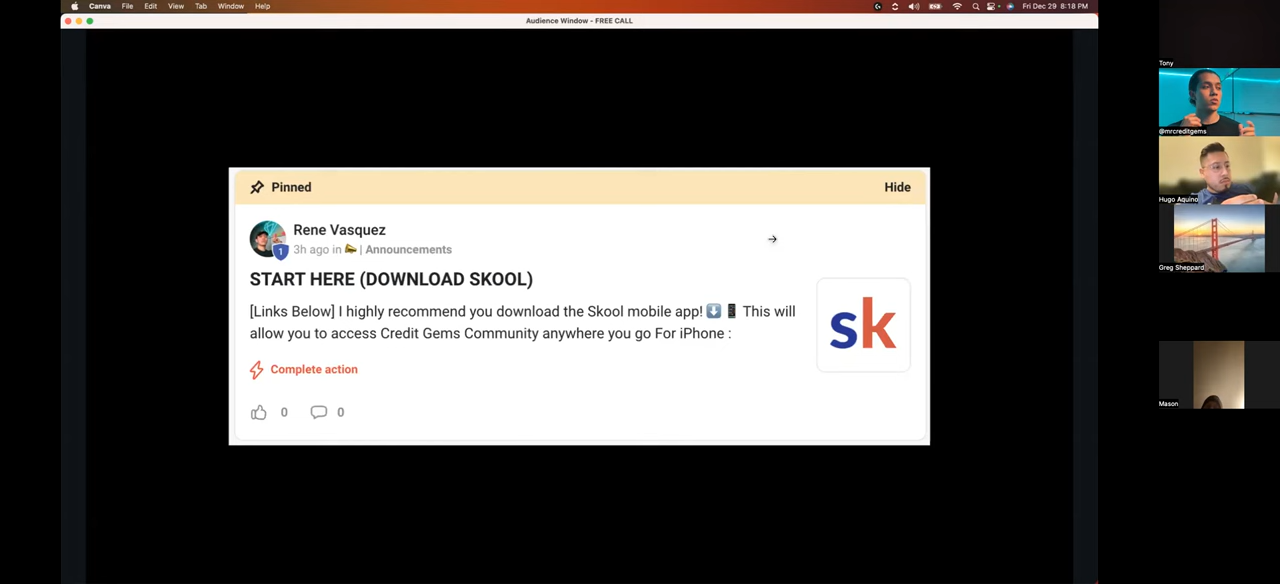 Canva File Edit View Tab Window Help Fri Dec 29 8:18 PM
Audience Window - FREE CALL
Pinned Hide
Rene Vasquez
1 3h ago in | Announcements
START HERE (DOWNLOAD SKOOL)
[Links Below] I highly recommend you download the Skool mobile app! ⬇️ 📱 This will
allow you to access Credit Gems Community anywhere you go For iPhone :
sk
Complete action
0 0
Tony
@mrcreditgems
Hugo Aquino
Greg Sheppard
Mason